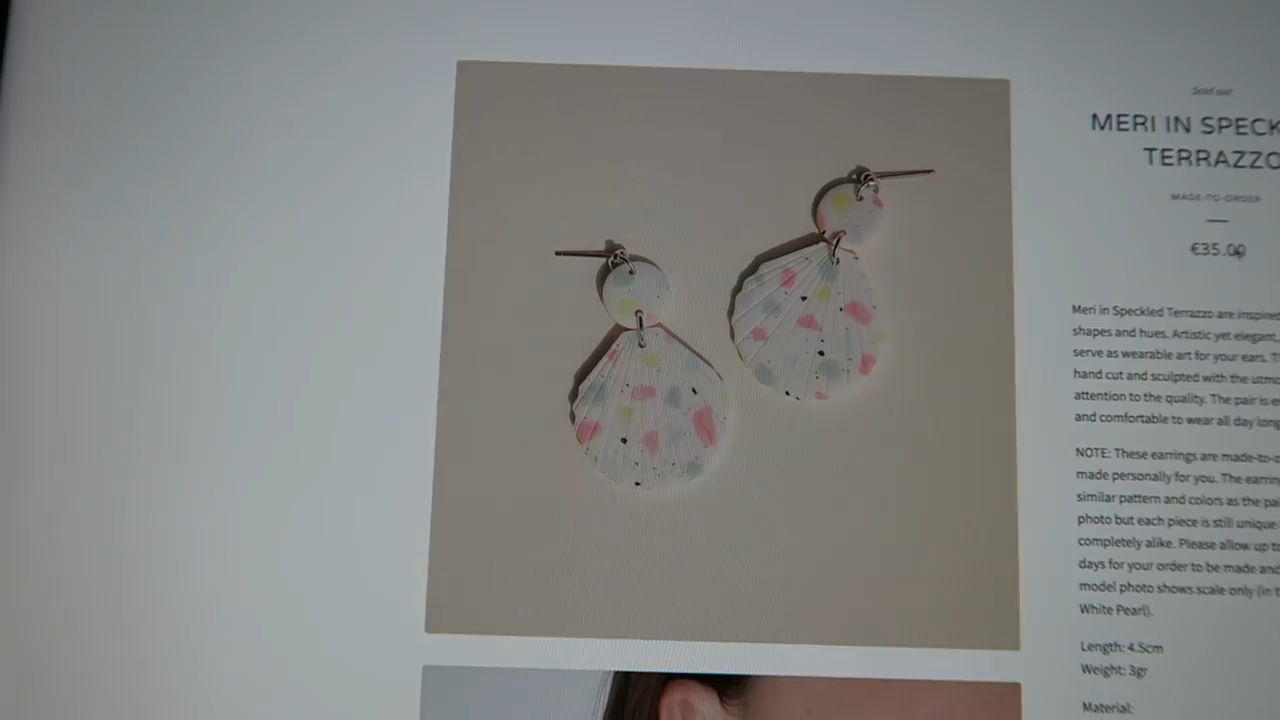 Sold out
MERI IN SPECK
TERRAZZO
MADE-TO-ORDER
€35.00
Meri in Speckled Terrazzo are inspired
shapes and hues. Artistic yet elegant,
serve as wearable art for your ears. T
hand cut and sculpted with the utmo
attention to the quality. The pair is e
and comfortable to wear all day long
NOTE: These earrings are made-to-o
made personally for you. The earrin
similar pattern and colors as the pai
photo but each piece is still unique
completely alike. Please allow up to
days for your order to be made and
model photo shows scale only (in t
White Pearl).
Length: 4.5cm
Weight: 3gr
Material: